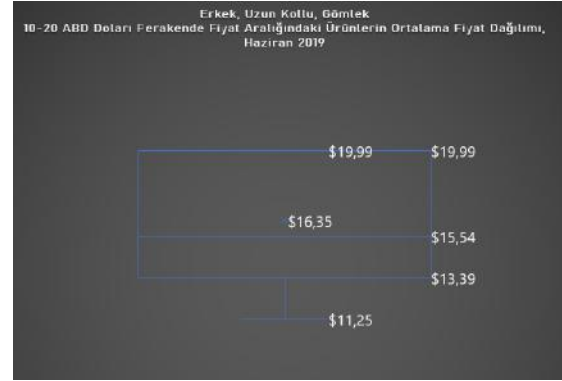 Erkek, Uzun Kollu, Gömlek
10-20 ABD Doları Perakende Fiyat Aralığındaki Ürünlerin Ortalama Fiyat Dağılımı,
Haziran 2019
$19,99 $19,99
$16,35
$15,54
$13,39
$11,25